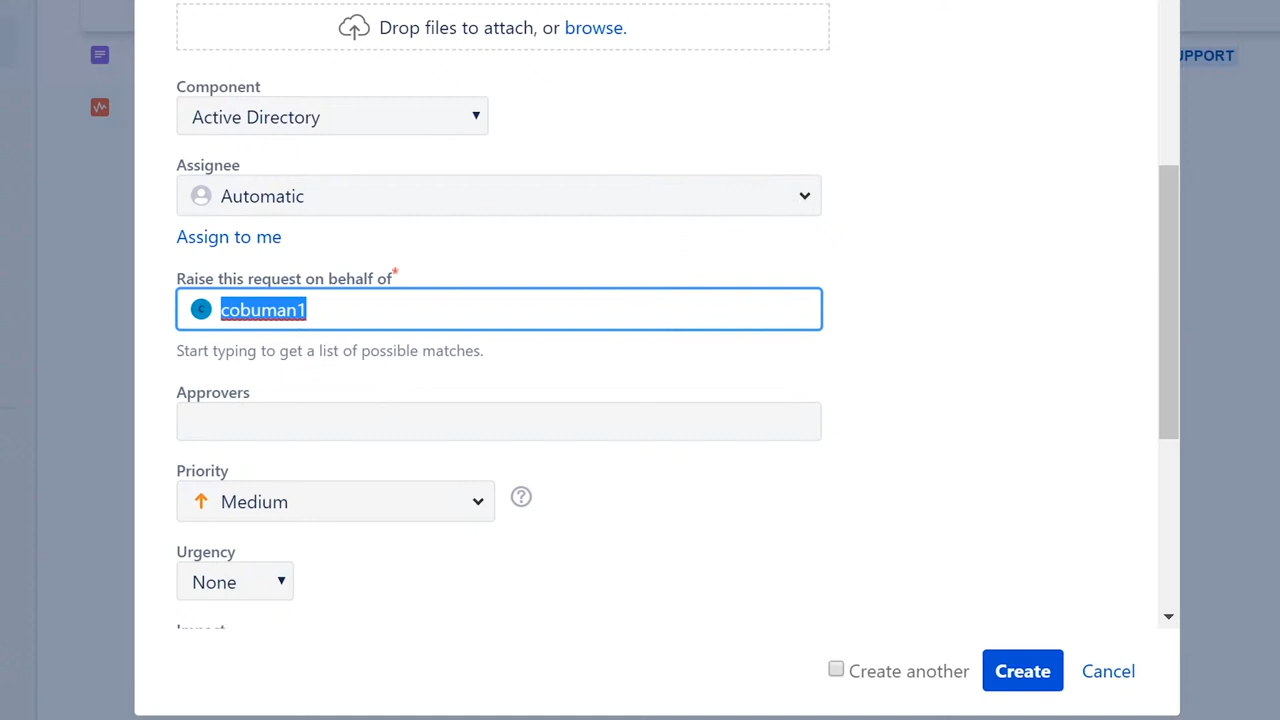 Drop files to attach, or browse.
UPPORT
Component
Active Directory
Assignee
Automatic
Assign to me
Raise this request on behalf of*
C cobuman1
Start typing to get a list of possible matches.
Approvers
Priority
Medium
Urgency
None
Impact
Create another Create Cancel